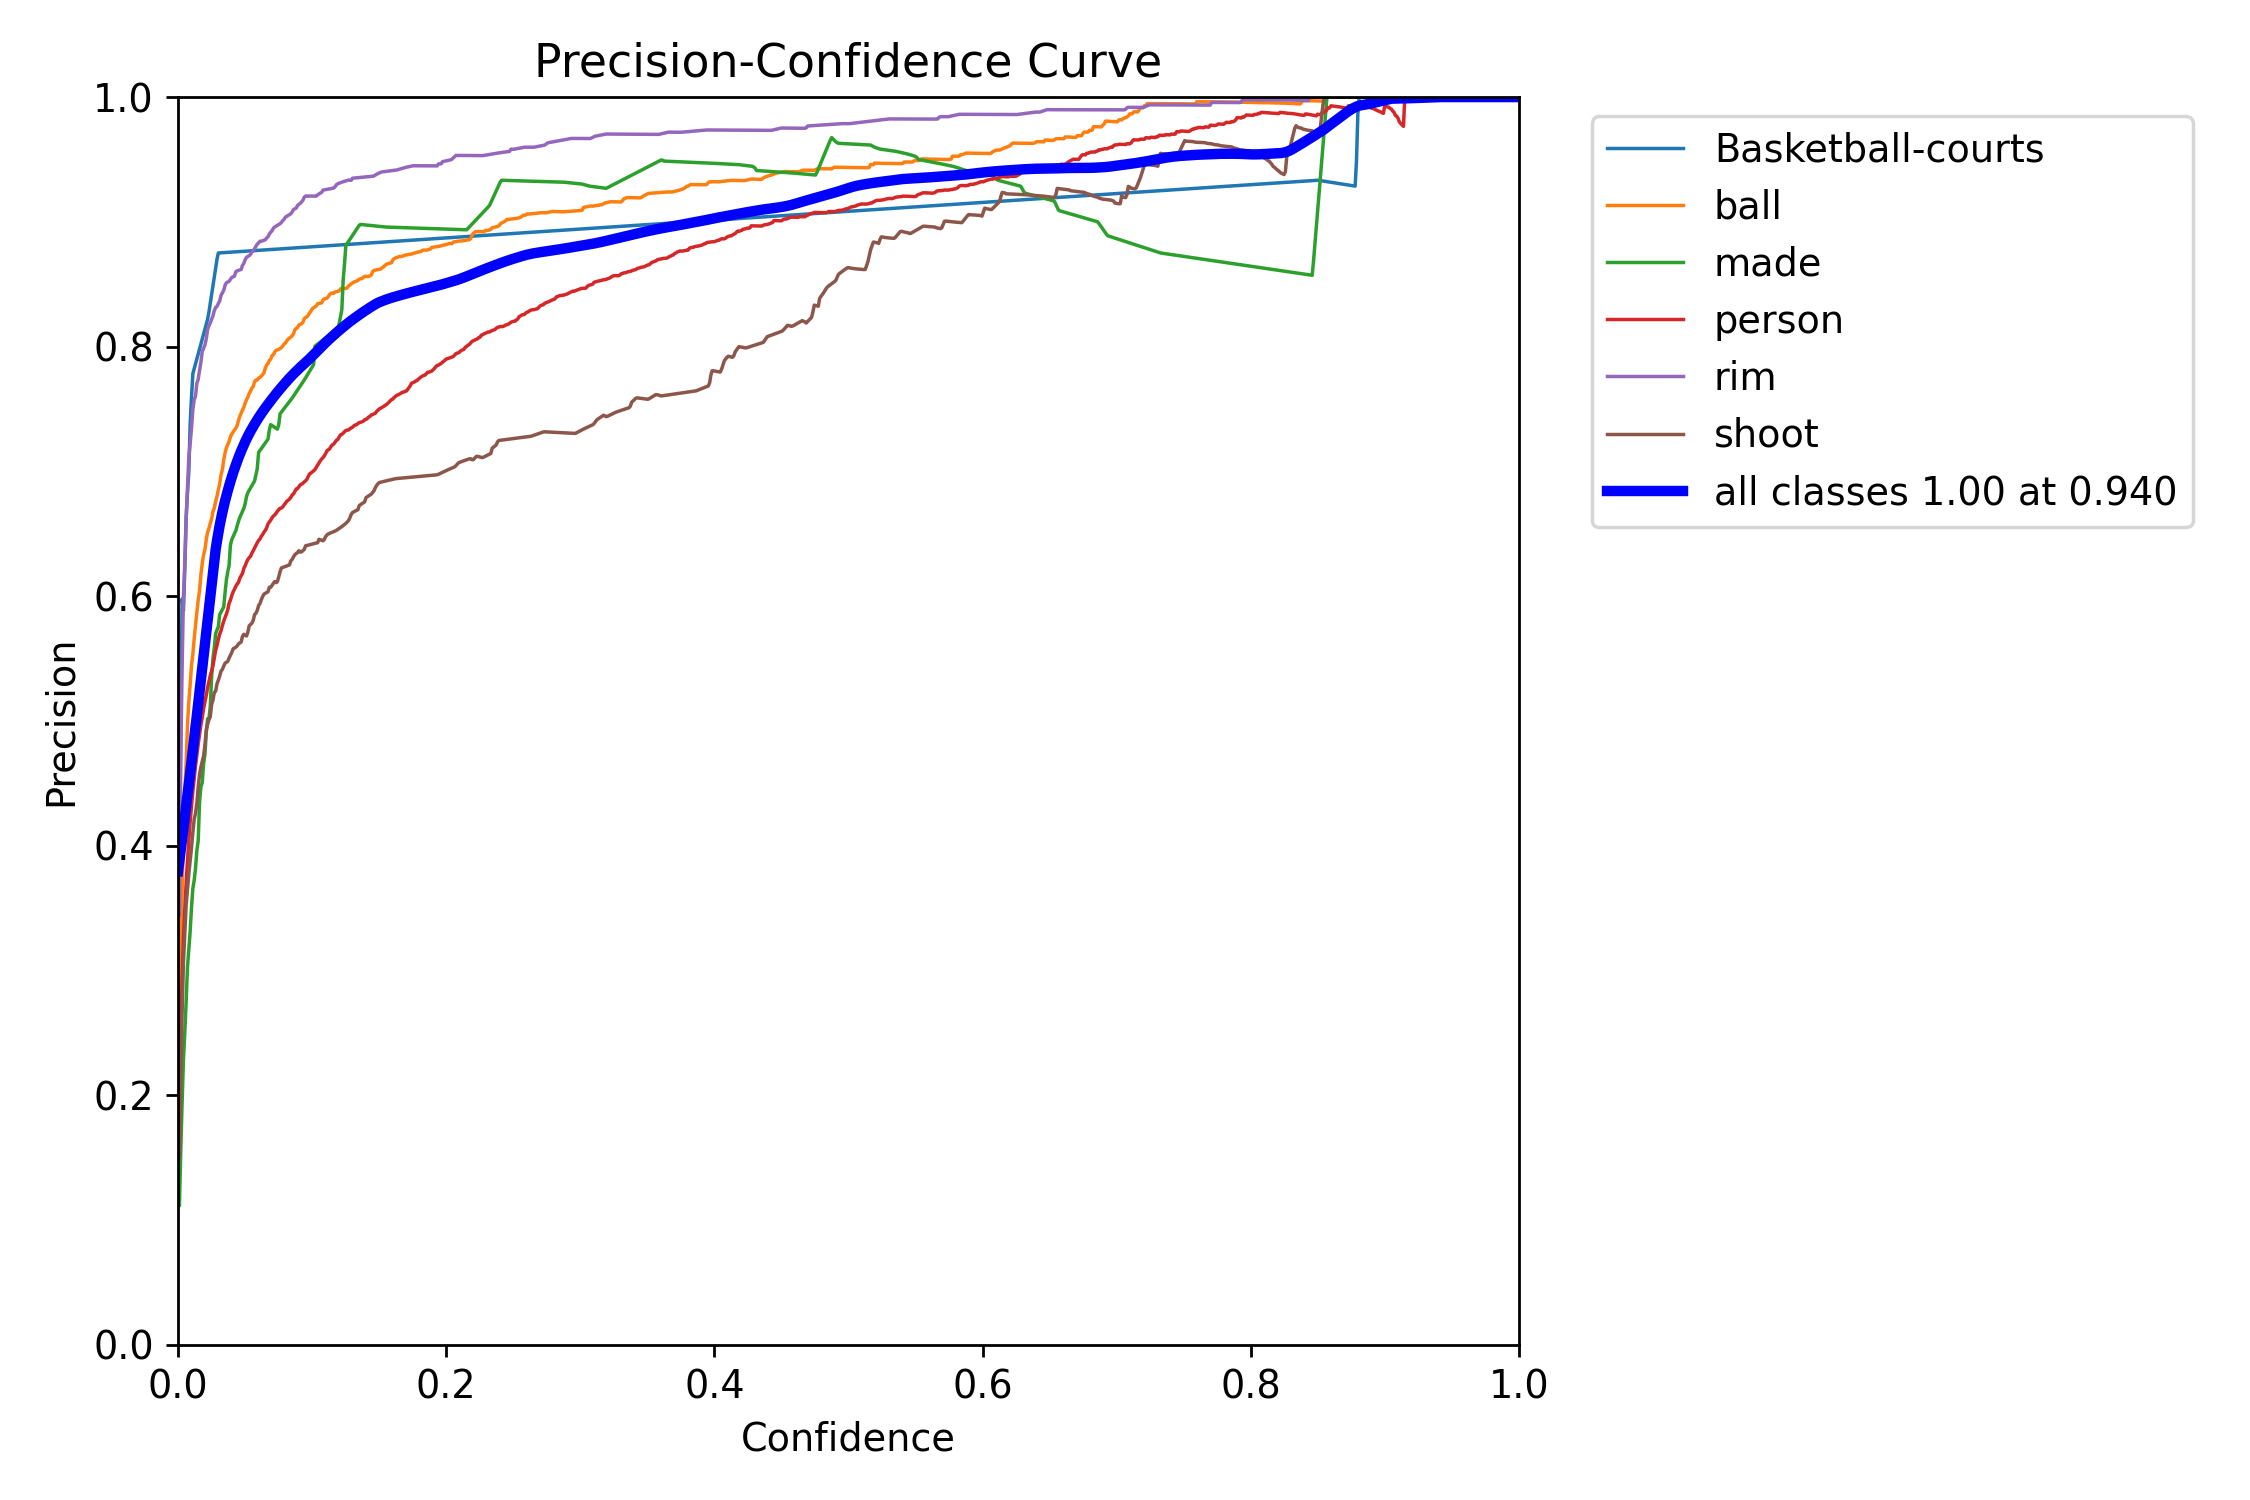 Precision-Confidence Curve
1.0
0.8
0.6
0.4
0.2
0.0
Precision
0.0 0.2 0.4 0.6 0.8 1.0
Confidence
Basketball-courts
ball
made
person
rim
shoot
all classes 1.00 at 0.940